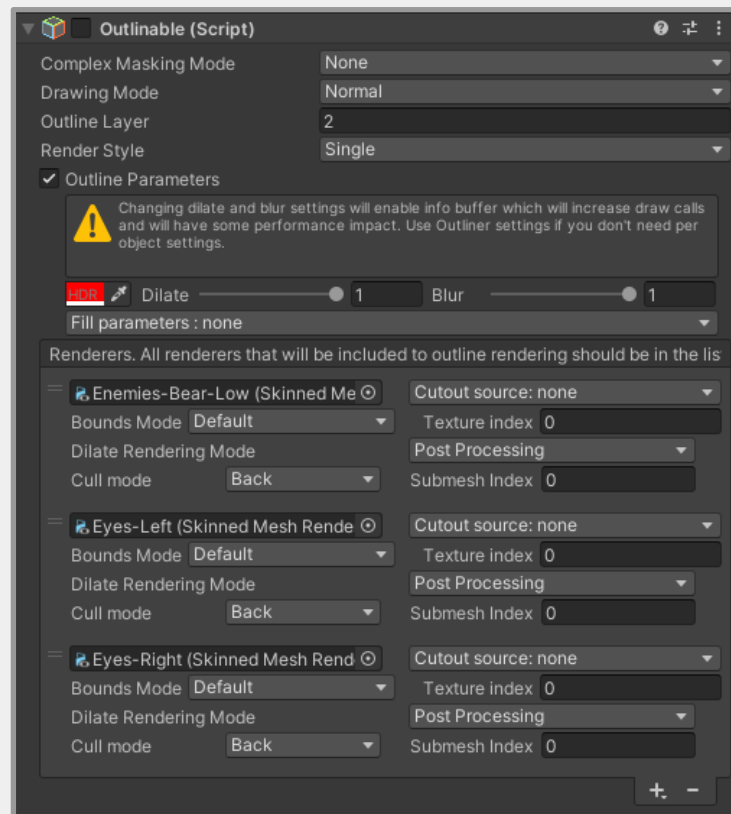 Outlinable (Script)
Complex Masking Mode None
Drawing Mode Normal
Outline Layer 2
Render Style Single
Outline Parameters
Changing dilate and blur settings will enable info buffer which will increase draw calls
and will have some performance impact. Use Outliner settings if you don't need per
object settings.
HDR Dilate 1 Blur 1
Fill parameters : none
Renderers. All renderers that will be included to outline rendering should be in the lis
Enemies-Bear-Low (Skinned Me Cutout source: none
Bounds Mode Default Texture index 0
Dilate Rendering Mode Post Processing
Cull mode Back Submesh Index 0
Eyes-Left (Skinned Mesh Rende Cutout source: none
Bounds Mode Default Texture index 0
Dilate Rendering Mode Post Processing
Cull mode Back Submesh Index 0
Eyes-Right (Skinned Mesh Rend Cutout source: none
Bounds Mode Default Texture index 0
Dilate Rendering Mode Post Processing
Cull mode Back Submesh Index 0